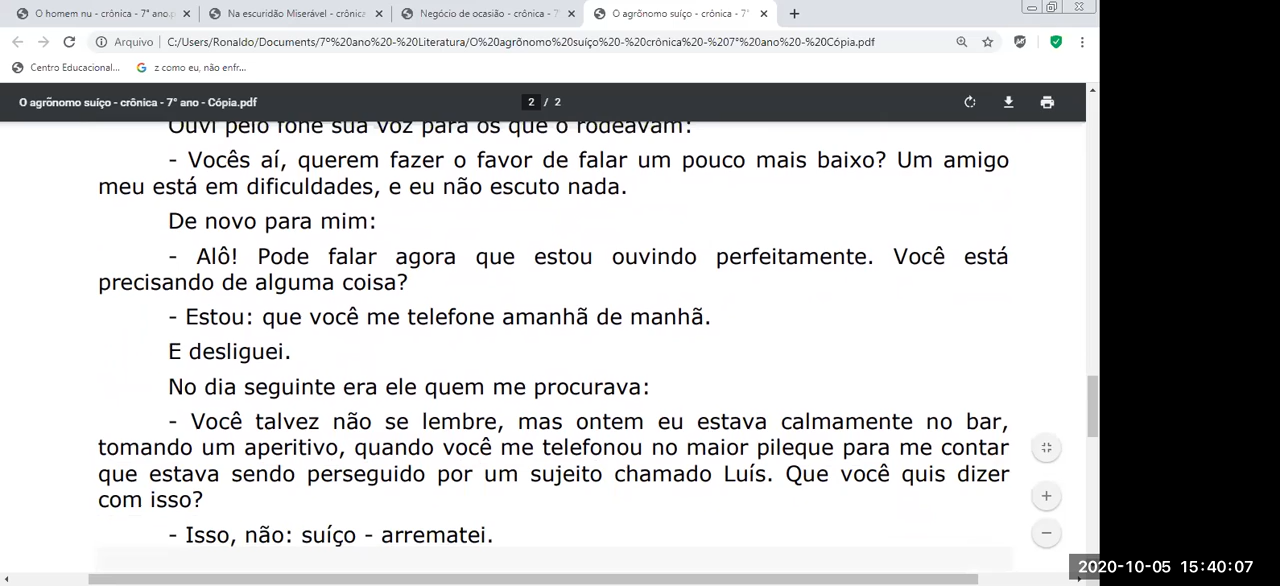 O homem nu - crônica - 7° ano.p
Na escuridão Miserável - crônica
Negócio de ocasião - crônica - 7
O agrônomo suíço - crônica - 7°
Arquivo
C:/Users/Ronaldo/Documents/7º%20ano%20-%20Literatura/O%20agrônomo%20suíço%20-%20crônica%20-%207º%20ano%20-%20Cópia.pdf
Centro Educacional...
z como eu, não enfr...
O agrônomo suíço - crônica - 7° ano - Cópia.pdf
2 / 2
Ouvi pelo fone sua voz para os que o rodeavam:
- Vocês aí, querem fazer o favor de falar um pouco mais baixo? Um amigo
meu está em dificuldades, e eu não escuto nada.
De novo para mim:
- Alô! Pode falar agora que estou ouvindo perfeitamente. Você está
precisando de alguma coisa?
- Estou: que você me telefone amanhã de manhã.
E desliguei.
No dia seguinte era ele quem me procurava:
- Você talvez não se lembre, mas ontem eu estava calmamente no bar,
tomando um aperitivo, quando você me telefonou no maior pileque para me contar
que estava sendo perseguido por um sujeito chamado Luís. Que você quis dizer
com isso?
- Isso, não: suíço - arrematei.
2020-10-05 15:40:07